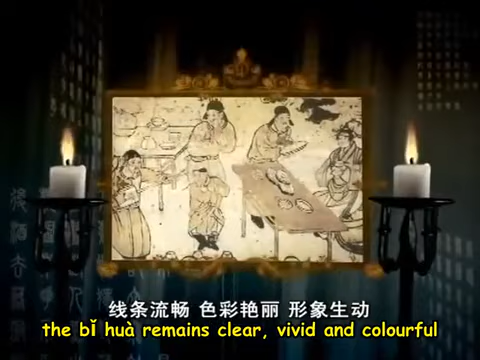 线条流畅 色彩艳丽 形象生动
the bǐ huà remains clear, vivid and colourful